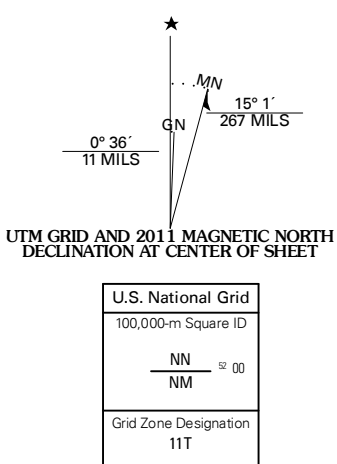 ★
MN
15° 1´
267 MILS
GN
0° 36´
11 MILS
UTM GRID AND 2011 MAGNETIC NORTH
DECLINATION AT CENTER OF SHEET
U.S. National Grid
100,000-m Square ID
NN
52 00
NM
Grid Zone Designation
11T